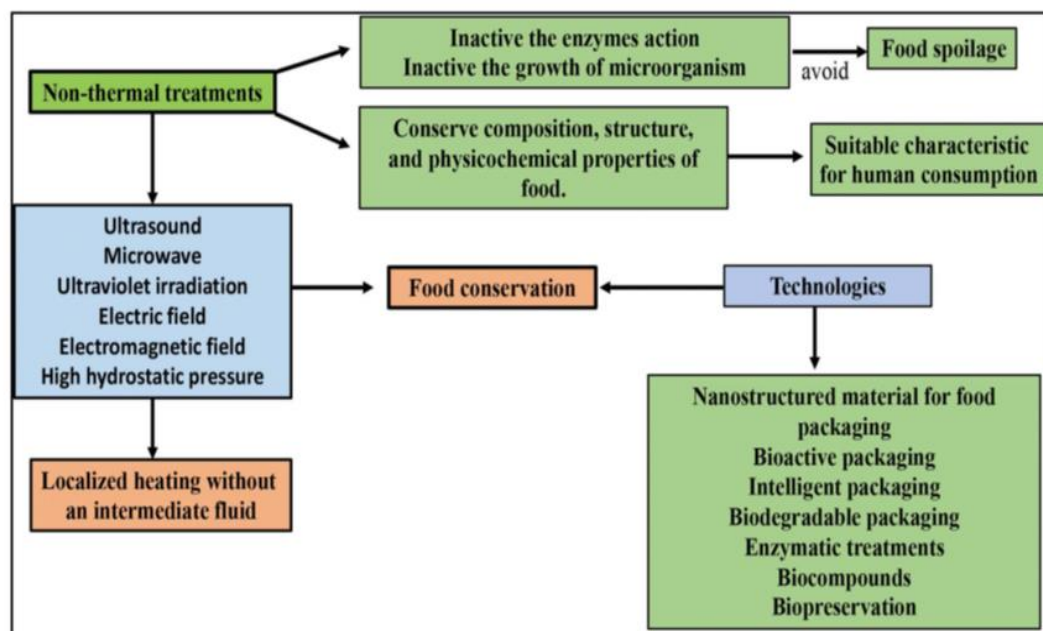 Non-thermal treatments
Inactive the enzymes action
Inactive the growth of microorganism
avoid
Food spoilage
Conserve composition, structure,
and physicochemical properties of
food.
Suitable characteristic
for human consumption
Ultrasound
Microwave
Ultraviolet irradiation
Electric field
Electromagnetic field
High hydrostatic pressure
Food conservation
Technologies
Localized heating without
an intermediate fluid
Nanostructured material for food
packaging
Bioactive packaging
Intelligent packaging
Biodegradable packaging
Enzymatic treatments
Biocompounds
Biopreservation